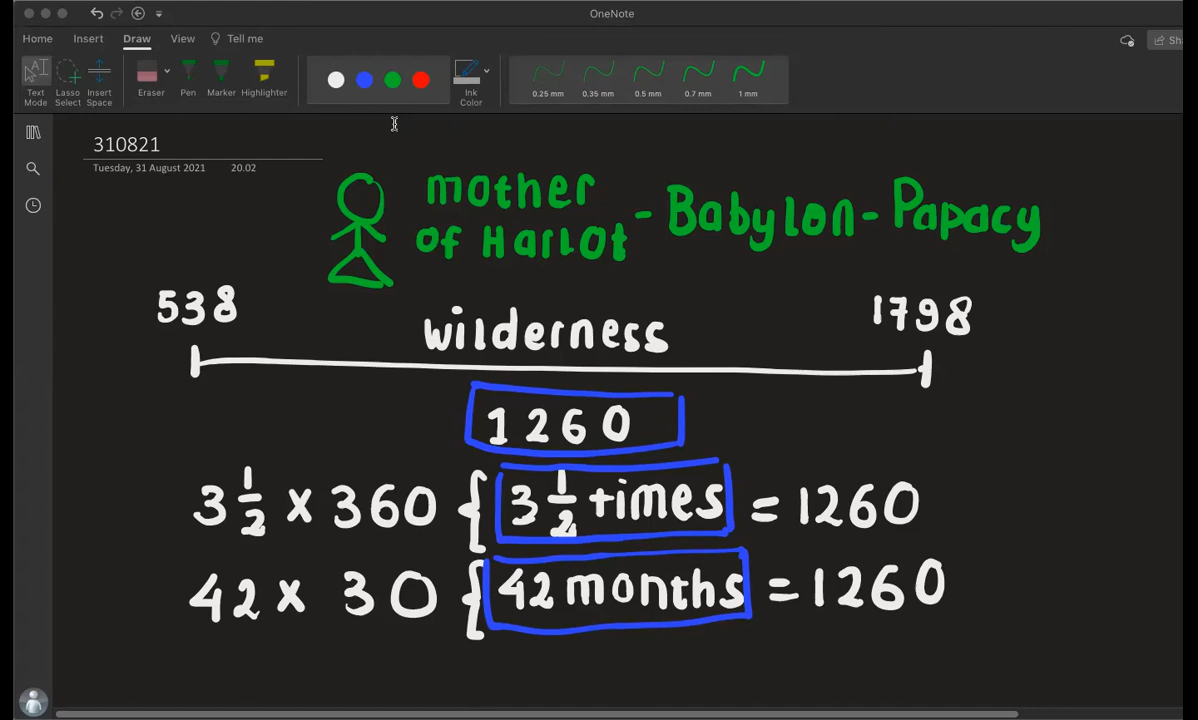 OneNote
Home Insert Draw View Tell me
Sha
Text Mode
Lasso Select
Insert Space
Eraser
Pen
Marker
Highlighter
Ink Color
0.25 mm 0.35 mm 0.5 mm 0.7 mm 1 mm
310821
Tuesday, 31 August 2021 20.02
mother
of Harlot - Babylon - Papacy
538 wilderness 1798
1260
3 1/2 x 360 { 3 1/2 times = 1260
42 x 30 { 42 months = 1260